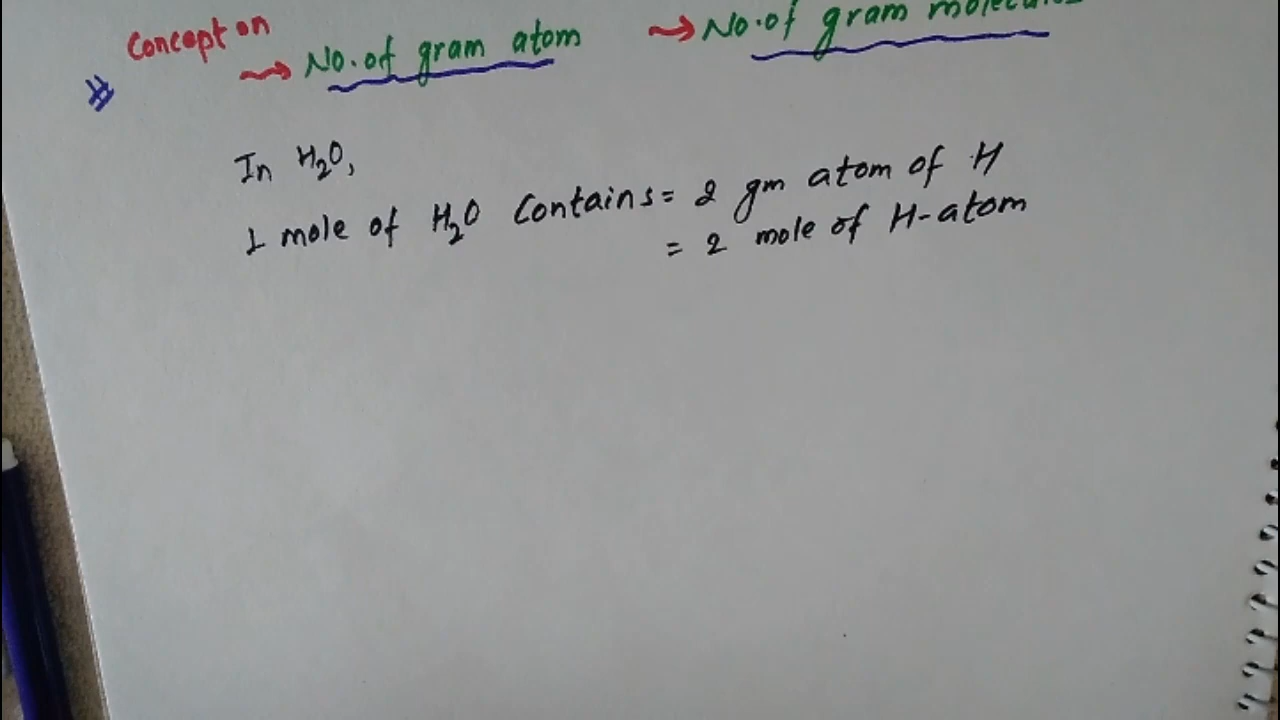 Concept on
→ No. of gram atom → No. of gram
In H₂O,
1 mole of H₂O Contains = 2 gm atom of H
= 2 mole of H-atom